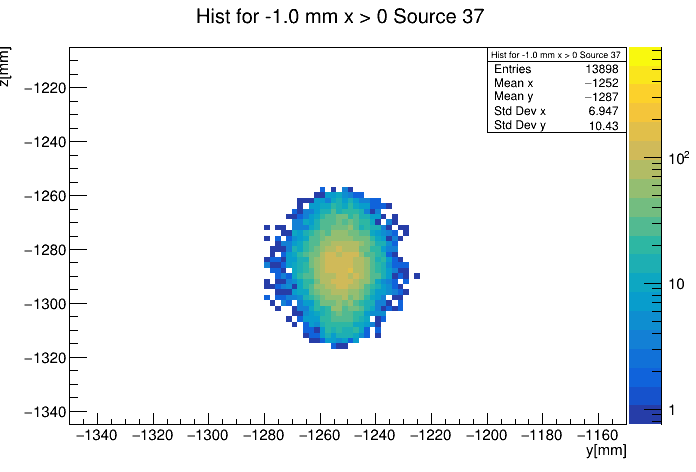 Hist for -1.0 mm x > 0 Source 37
z[mm]
Hist for -1.0 mm x > 0 Source 37
Entries 13898
Mean x −1252
Mean y −1287
Std Dev x 6.947
Std Dev y 10.43
−1220
−1240
−1260
−1280
−1300
−1320
−1340
10²
10
1
−1340 −1320 −1300 −1280 −1260 −1240 −1220 −1200 −1180 −1160
y[mm]